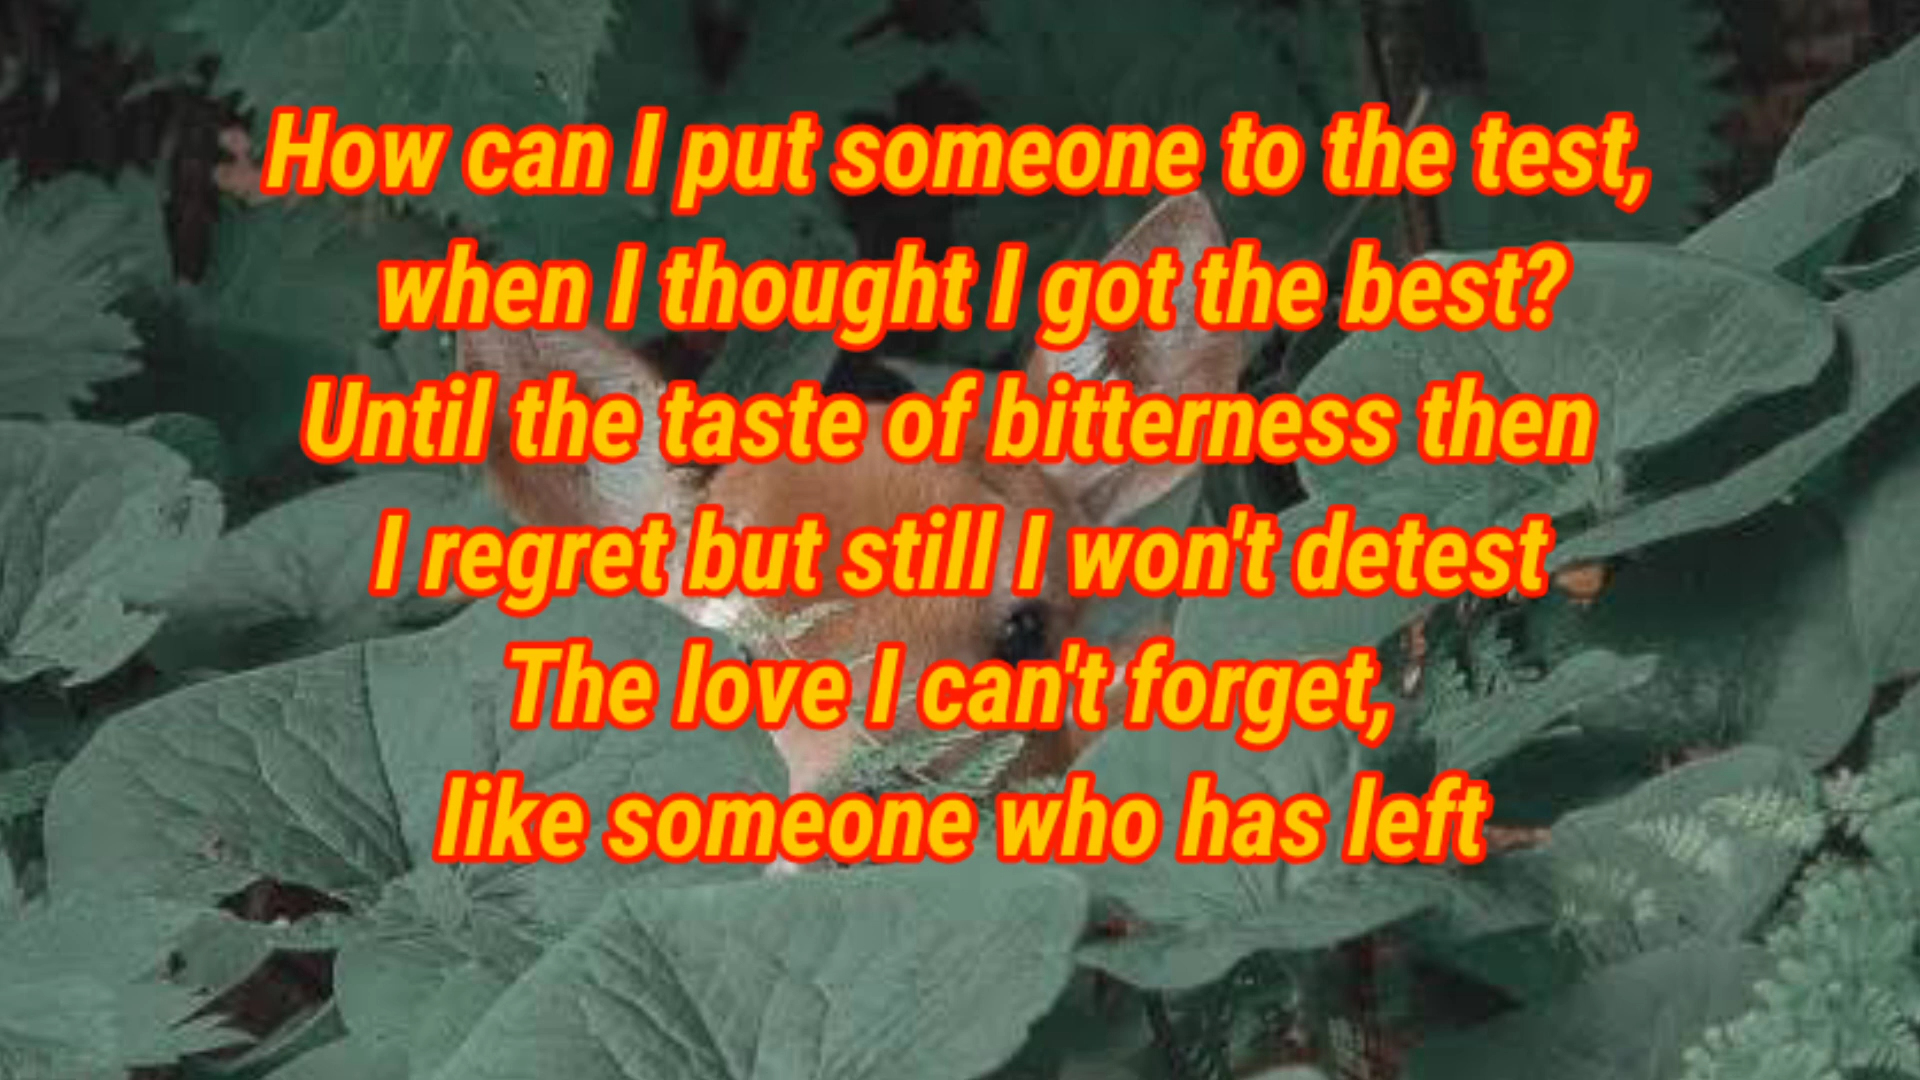 How can I put someone to the test,
when I thought I got the best?
Until the taste of bitterness then
I regret but still I won't detest
The love I can't forget,
like someone who has left